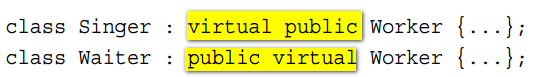 class Singer : virtual public Worker {...};
class Waiter : public virtual Worker {...};